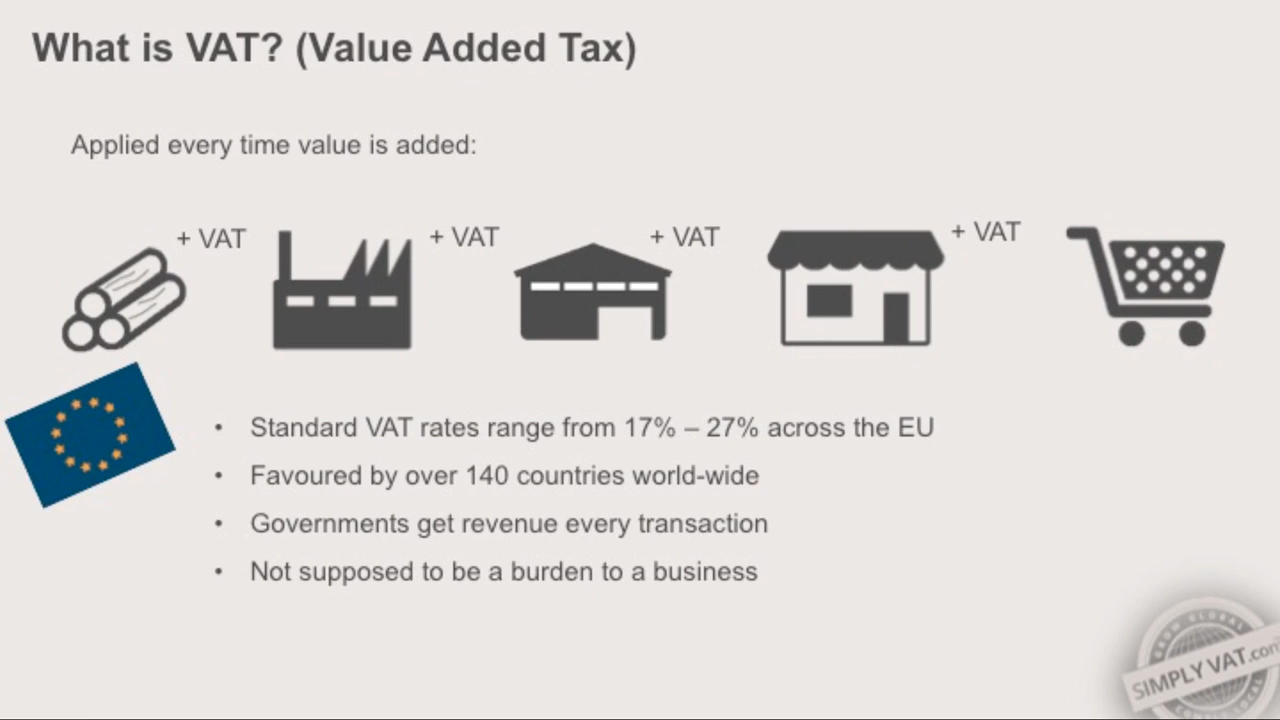 What is VAT? (Value Added Tax)
Applied every time value is added:
+ VAT
+ VAT
+ VAT
+ VAT
• Standard VAT rates range from 17% – 27% across the EU
• Favoured by over 140 countries world-wide
• Governments get revenue every transaction
• Not supposed to be a burden to a business
SIMPLY VAT.com